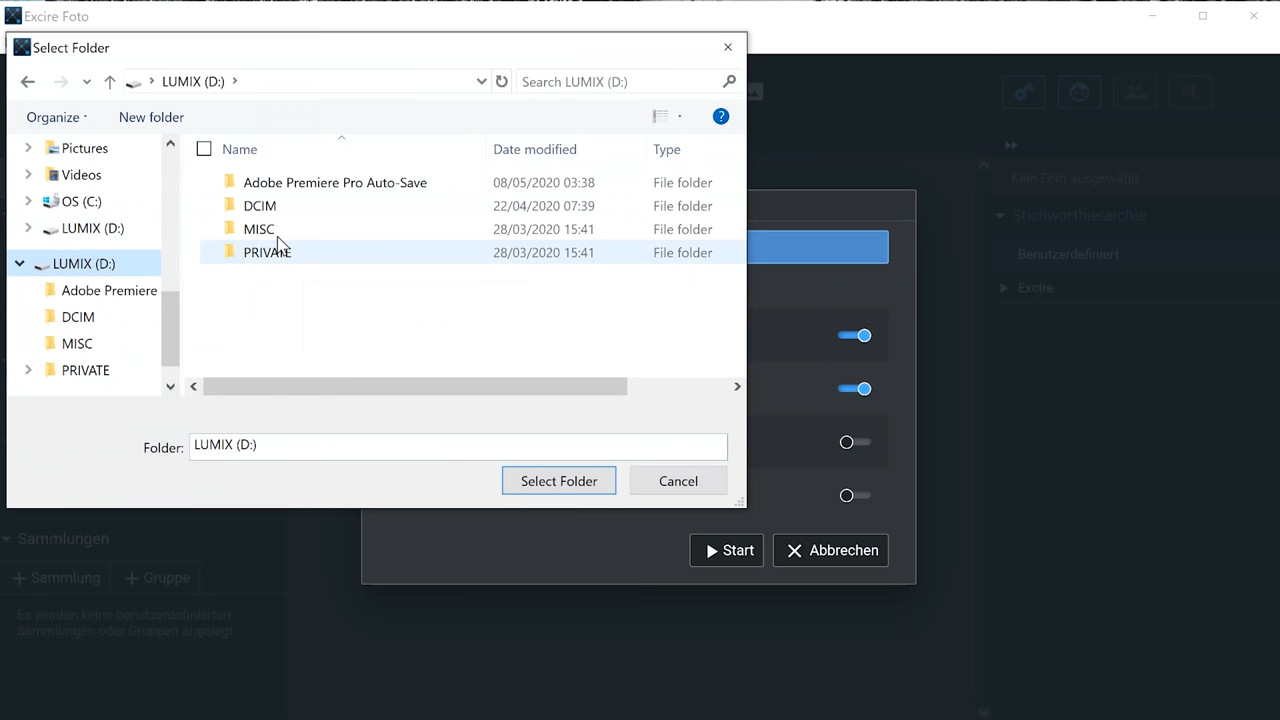 Excire Foto
Select Folder
LUMIX (D:)
Search LUMIX (D:)
Organize
New folder
Pictures
Videos
OS (C:)
LUMIX (D:)
LUMIX (D:)
Adobe Premiere
DCIM
MISC
PRIVATE
Name Date modified Type
Adobe Premiere Pro Auto-Save 08/05/2020 03:38 File folder
DCIM 22/04/2020 07:39 File folder
MISC 28/03/2020 15:41 File folder
PRIVATE 28/03/2020 15:41 File folder
Folder: LUMIX (D:)
Select Folder
Cancel
Start
Abbrechen
Sammlungen
Sammlung
Gruppe
Es wurden keine benutzerdefinierten
Sammlungen oder Gruppen angelegt.
Kein Foto ausgewählt
Stichworthierarchie
Benutzerdefiniert
Excire